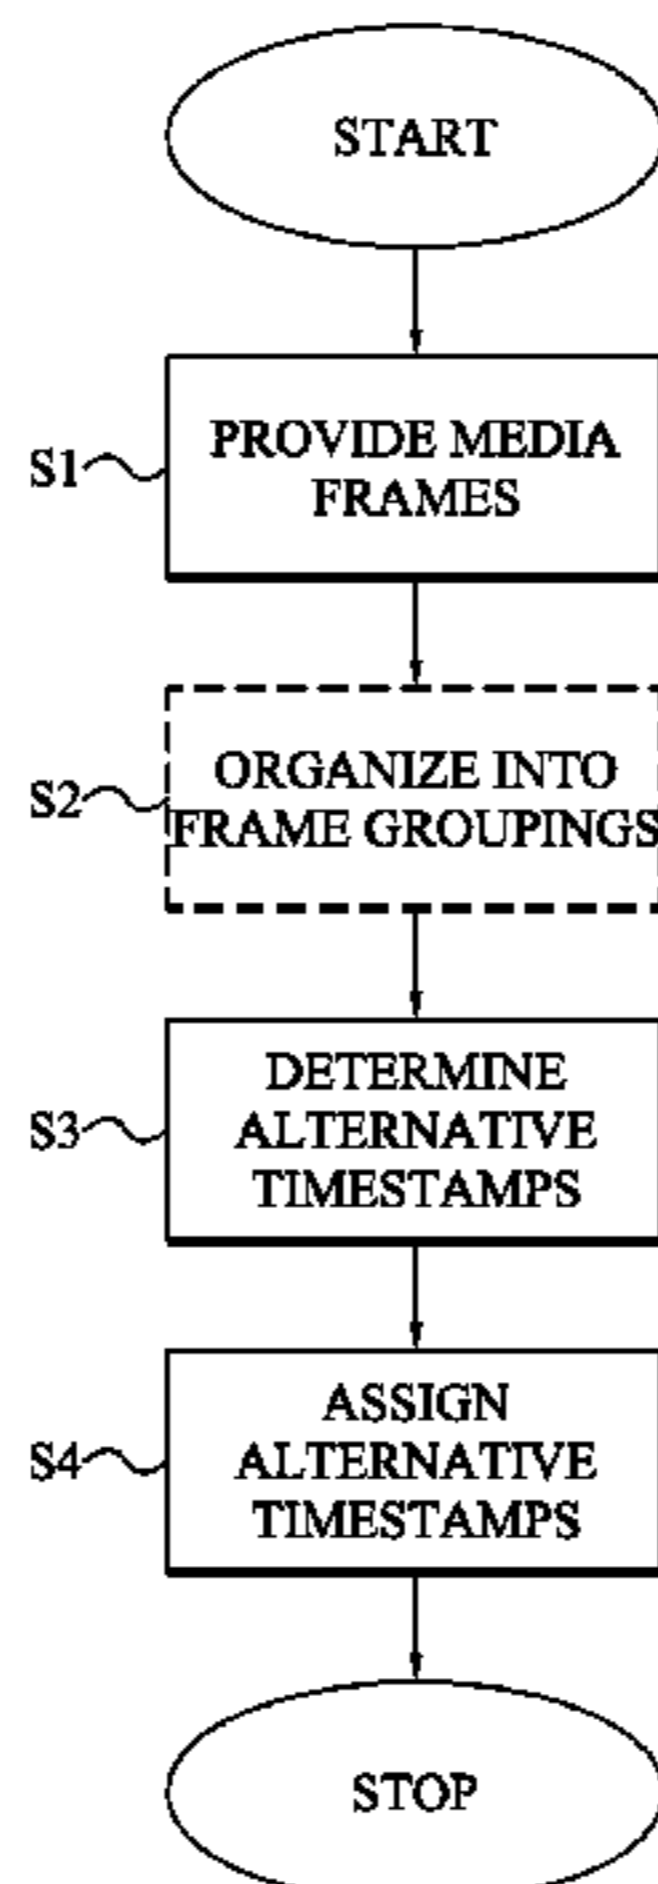 START
S1
PROVIDE MEDIA
FRAMES
S2
ORGANIZE INTO
FRAME GROUPINGS
S3
DETERMINE
ALTERNATIVE
TIMESTAMPS
S4
ASSIGN
ALTERNATIVE
TIMESTAMPS
STOP